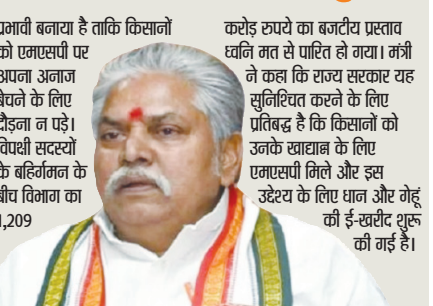 प्रभावी बनाया है ताकि किसानों
को एमएसपी पर
अपना अनाज
बेचने के लिए
दौड़ना न पड़े।
विपक्षी सदस्यों
के बहिर्गमन के
बीच विभाग का
1,209
करोड़ रुपये का बजटीय प्रस्ताव
ध्वनि मत से पारित हो गया। मंत्री
ने कहा कि राज्य सरकार यह
सुनिश्चित करने के लिए
प्रतिबद्ध है कि किसानों को
उनके खाद्यान्न के लिए
एमएसपी मिले और इस
उद्देश्य के लिए धान और गेहूं
की ई-खरीद शुरू
की गई है।